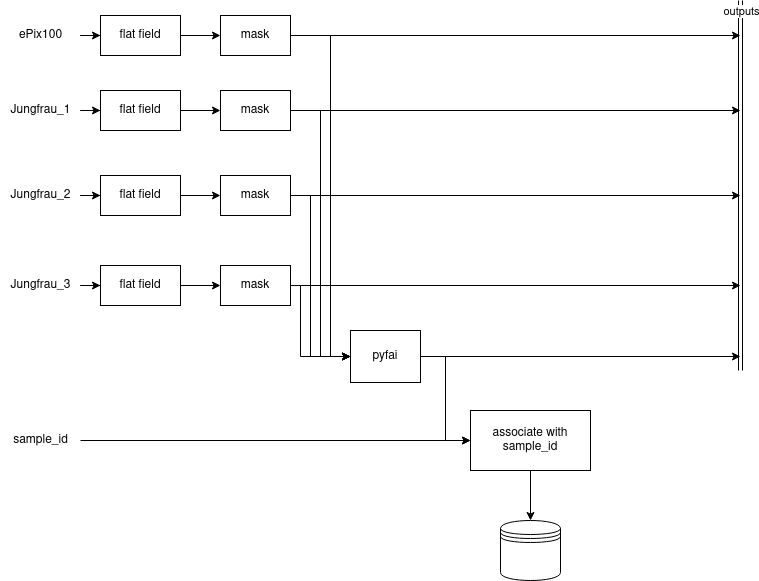 outputs
ePix100
flat field
mask
Jungfrau_1
flat field
mask
Jungfrau_2
flat field
mask
Jungfrau_3
flat field
mask
pyfai
sample_id
associate with
sample_id